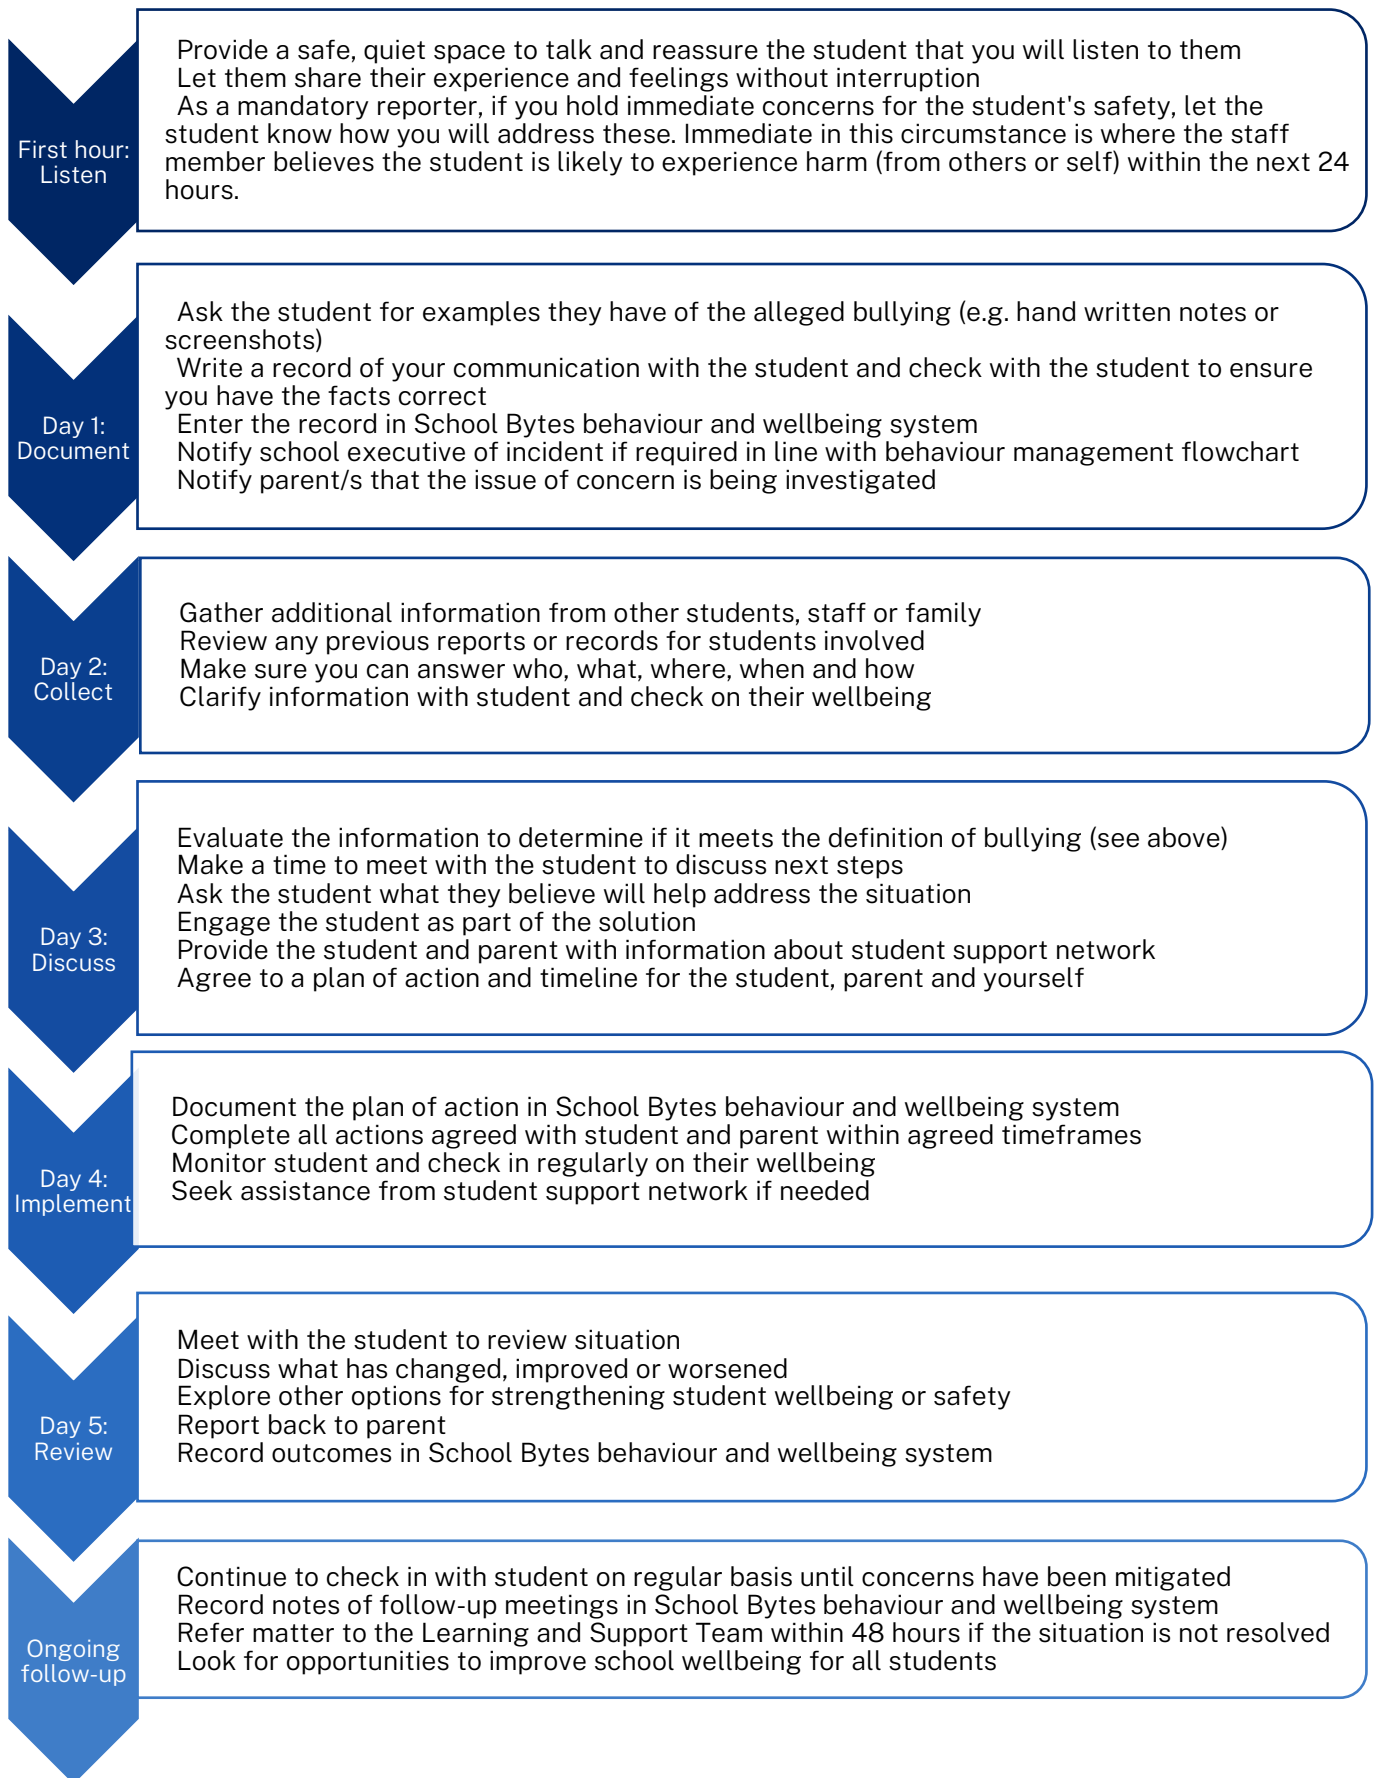 First hour:
Listen
Provide a safe, quiet space to talk and reassure the student that you will listen to them
Let them share their experience and feelings without interruption
As a mandatory reporter, if you hold immediate concerns for the student's safety, let the
student know how you will address these. Immediate in this circumstance is where the staff
member believes the student is likely to experience harm (from others or self) within the next 24
hours.
Day 1:
Document
Ask the student for examples they have of the alleged bullying (e.g. hand written notes or
screenshots)
Write a record of your communication with the student and check with the student to ensure
you have the facts correct
Enter the record in School Bytes behaviour and wellbeing system
Notify school executive of incident if required in line with behaviour management flowchart
Notify parent/s that the issue of concern is being investigated
Day 2:
Collect
Gather additional information from other students, staff or family
Review any previous reports or records for students involved
Make sure you can answer who, what, where, when and how
Clarify information with student and check on their wellbeing
Day 3:
Discuss
Evaluate the information to determine if it meets the definition of bullying (see above)
Make a time to meet with the student to discuss next steps
Ask the student what they believe will help address the situation
Engage the student as part of the solution
Provide the student and parent with information about student support network
Agree to a plan of action and timeline for the student, parent and yourself
Day 4:
Implement
Document the plan of action in School Bytes behaviour and wellbeing system
Complete all actions agreed with student and parent within agreed timeframes
Monitor student and check in regularly on their wellbeing
Seek assistance from student support network if needed
Day 5:
Review
Meet with the student to review situation
Discuss what has changed, improved or worsened
Explore other options for strengthening student wellbeing or safety
Report back to parent
Record outcomes in School Bytes behaviour and wellbeing system
Ongoing
follow-up
Continue to check in with student on regular basis until concerns have been mitigated
Record notes of follow-up meetings in School Bytes behaviour and wellbeing system
Refer matter to the Learning and Support Team within 48 hours if the situation is not resolved
Look for opportunities to improve school wellbeing for all students